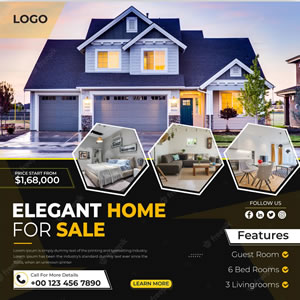 LOGO
PRICE START FROM
$1,68,000
ELEGANT HOME
FOR SALE
FOLLOW US
Features
Guest Room
6 Bed Rooms
3 Livingrooms
Call For More Details
+00 123 456 7890
LEARN MORE